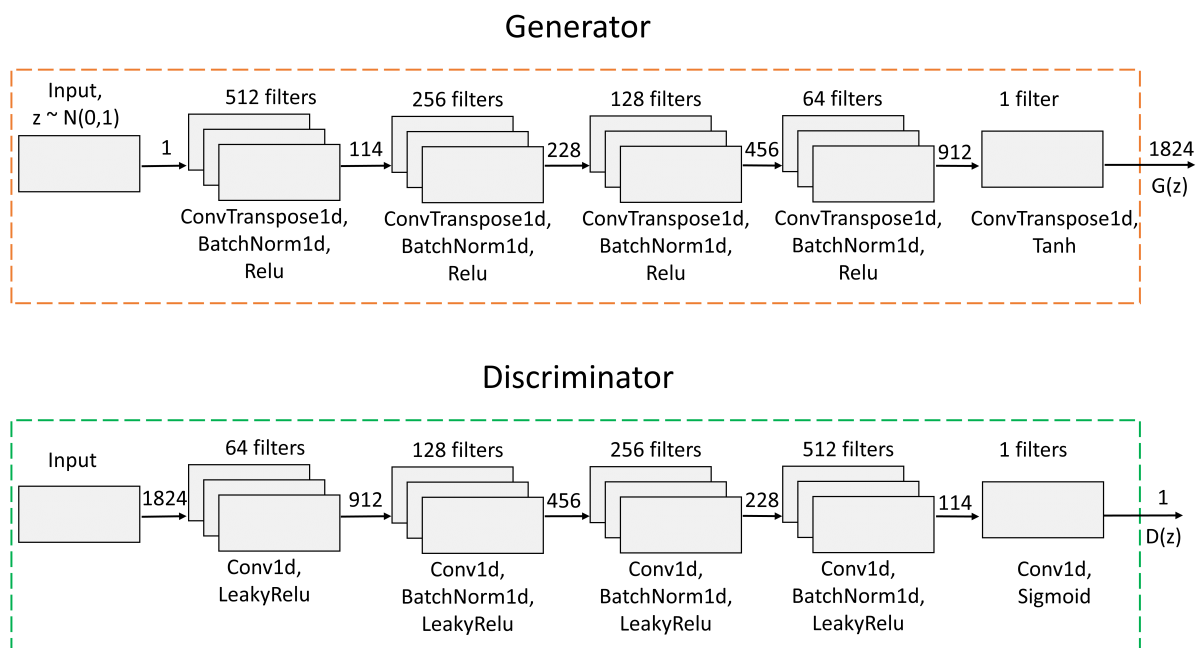 Generator
Input,
z ~ N(0,1)
512 filters
256 filters
128 filters
64 filters
1 filter
1
114
228
456
912
1824
G(z)
ConvTranspose1d,
BatchNorm1d,
Relu
ConvTranspose1d,
BatchNorm1d,
Relu
ConvTranspose1d,
BatchNorm1d,
Relu
ConvTranspose1d,
BatchNorm1d,
Relu
ConvTranspose1d,
Tanh
Discriminator
Input
64 filters
128 filters
256 filters
512 filters
1 filters
1824
912
456
228
114
1
D(z)
Conv1d,
LeakyRelu
Conv1d,
BatchNorm1d,
LeakyRelu
Conv1d,
BatchNorm1d,
LeakyRelu
Conv1d,
BatchNorm1d,
LeakyRelu
Conv1d,
Sigmoid